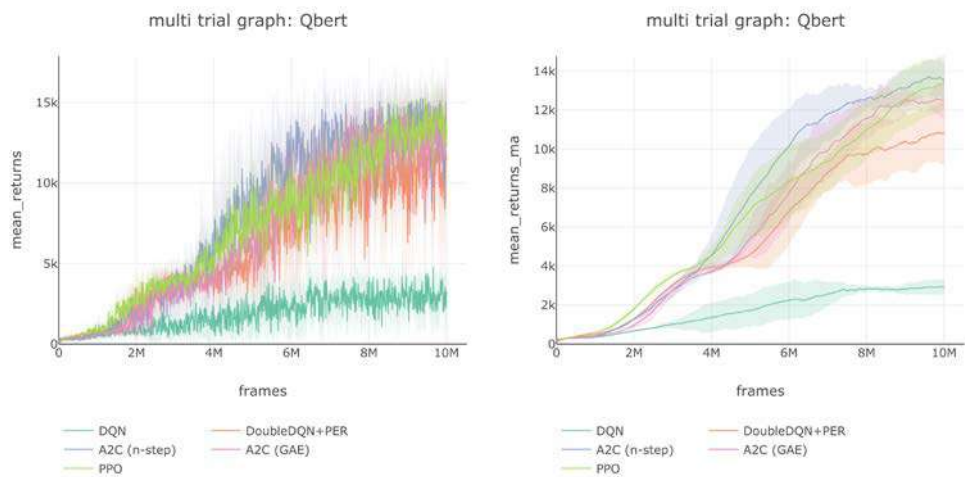 multi trial graph: Qbert
15k
10k
5k
0
mean_returns
0 2M 4M 6M 8M 10M
frames
DQN DoubleDQN+PER
A2C (n-step) A2C (GAE)
PPO
multi trial graph: Qbert
14k
12k
10k
8k
6k
4k
2k
0
mean_returns_ma
0 2M 4M 6M 8M 10M
frames
DQN DoubleDQN+PER
A2C (n-step) A2C (GAE)
PPO